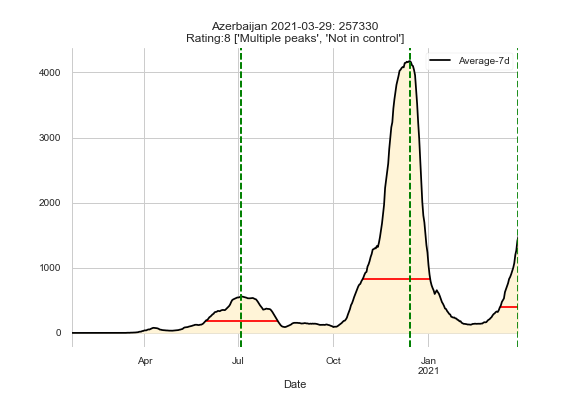 Azerbaijan 2021-03-29: 257330
Rating:8 ['Multiple peaks', 'Not in control']
Average-7d
4000
3000
2000
1000
0
Apr
Jul
Oct
Jan
2021
Date